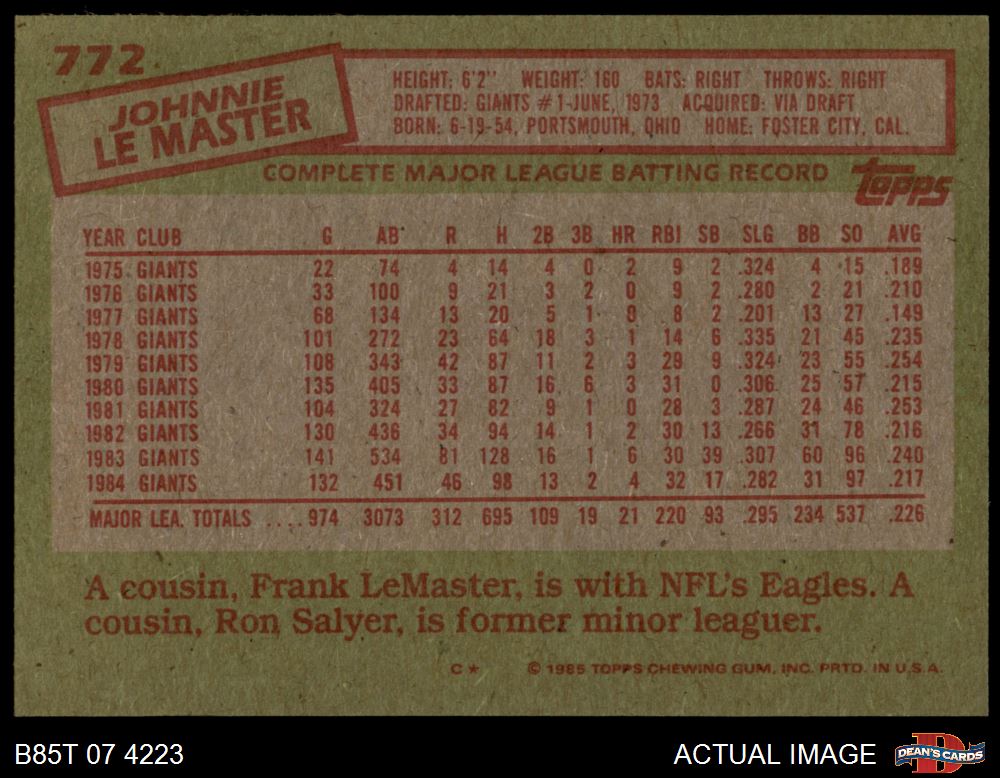 772
JOHNNIE
LE MASTER
HEIGHT: 6'2" WEIGHT: 160 BATS: RIGHT THROWS: RIGHT
DRAFTED: GIANTS #1-JUNE, 1973 ACQUIRED: VIA DRAFT
BORN: 6-19-54, PORTSMOUTH, OHIO HOME: FOSTER CITY, CAL.
COMPLETE MAJOR LEAGUE BATTING RECORD
topps
YEAR CLUB G AB R H 2B 3B HR RBI SB SLG BB SO AVG
1975 GIANTS 22 74 4 14 4 0 2 9 2 .324 4 15 .189
1976 GIANTS 33 100 9 21 3 2 0 9 2 .280 2 21 .210
1977 GIANTS 68 134 13 20 5 1 0 8 2 .201 13 27 .149
1978 GIANTS 101 272 23 64 18 3 1 14 6 .335 21 45 .235
1979 GIANTS 108 343 42 87 11 2 3 29 9 .324 23 55 .254
1980 GIANTS 135 405 33 87 16 6 3 31 0 .306 25 57 .215
1981 GIANTS 104 324 27 82 9 1 0 28 3 .287 24 46 .253
1982 GIANTS 130 436 34 94 14 1 2 30 13 .266 31 78 .216
1983 GIANTS 141 534 81 128 16 1 6 30 39 .307 60 96 .240
1984 GIANTS 132 451 46 98 13 2 4 32 17 .282 31 97 .217
MAJOR LEA. TOTALS ....974 3073 312 695 109 19 21 220 93 .295 234 537 .226
A cousin, Frank LeMaster, is with NFL's Eagles. A
cousin, Ron Salyer, is former minor leaguer.
C* © 1985 TOPPS CHEWING GUM, INC. PRTD. IN U.S.A.
B85T 07 4223 ACTUAL IMAGE DEAN'S CARDS